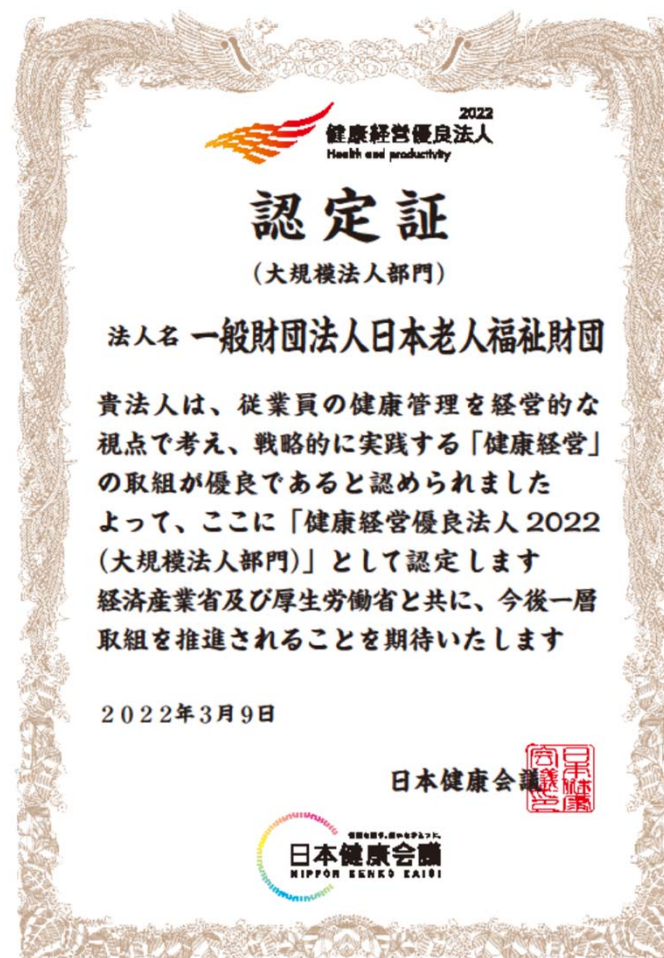 2022
健康経営優良法人
Health and productivity
認定証
(大規模法人部門)
法人名 一般財団法人日本老人福祉財団
貴法人は、従業員の健康管理を経営的な
視点で考え、戦略的に実践する「健康経営」
の取組が優良であると認められました
よって、ここに「健康経営優良法人2022
(大規模法人部門)」として認定します
経済産業省及び厚生労働省と共に、今後一層
取組を推進されることを期待いたします
2022年3月9日
日本健康会議
日本健康会議
NIPPON KENKO KAIGI